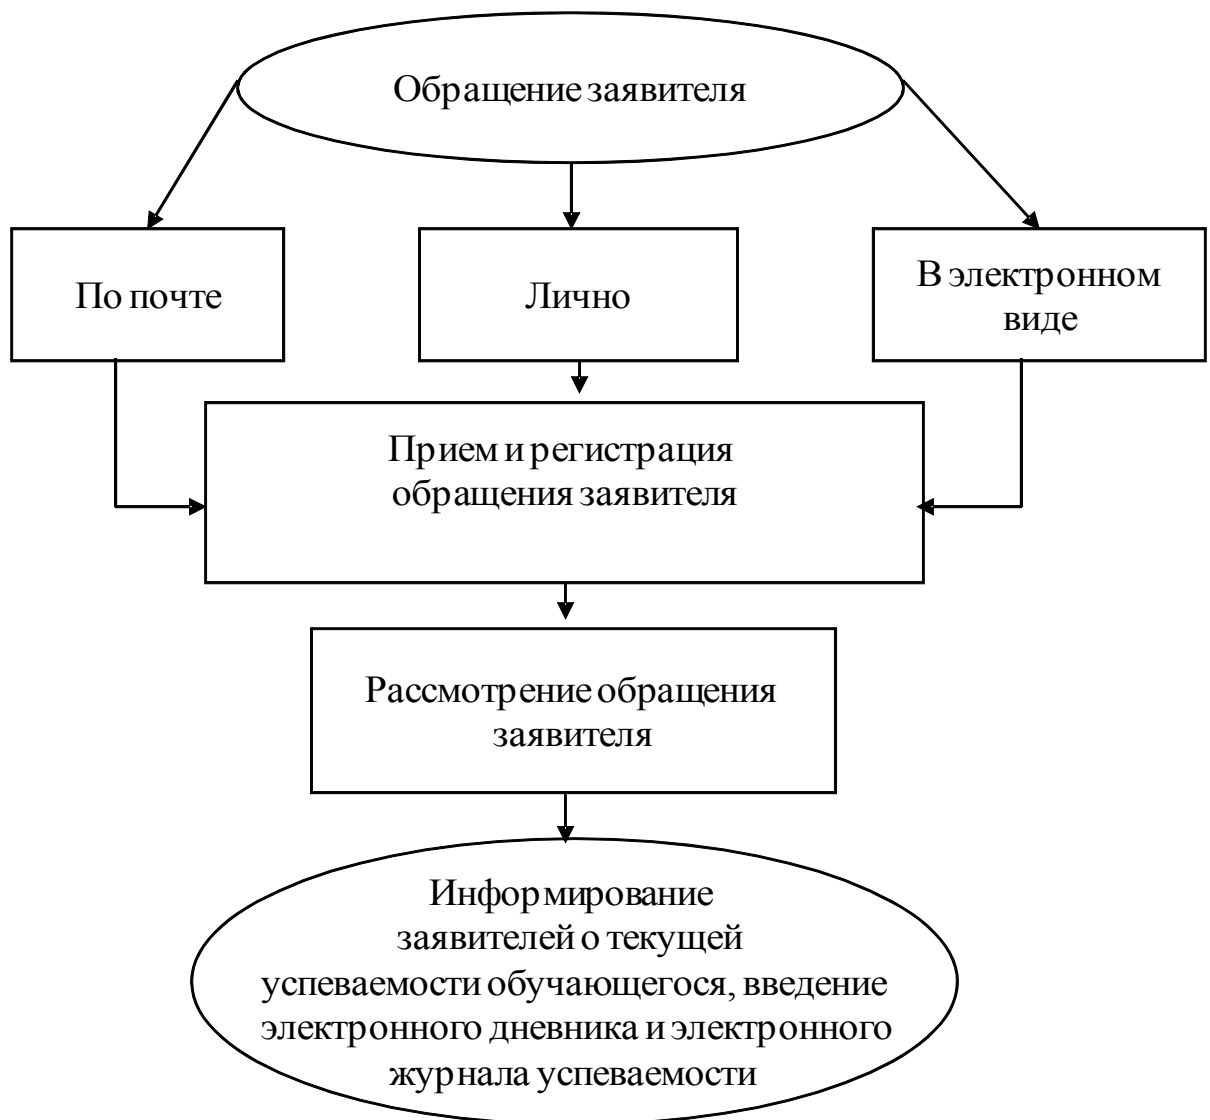 Обращение заявителя
По почте
Лично
В электронном
виде
Прием и регистрация
обращения заявителя
Рассмотрение обращения
заявителя
Информирование
заявителей о текущей
успеваемости обучающегося, введение
электронного дневника и электронного
журнала успеваемости